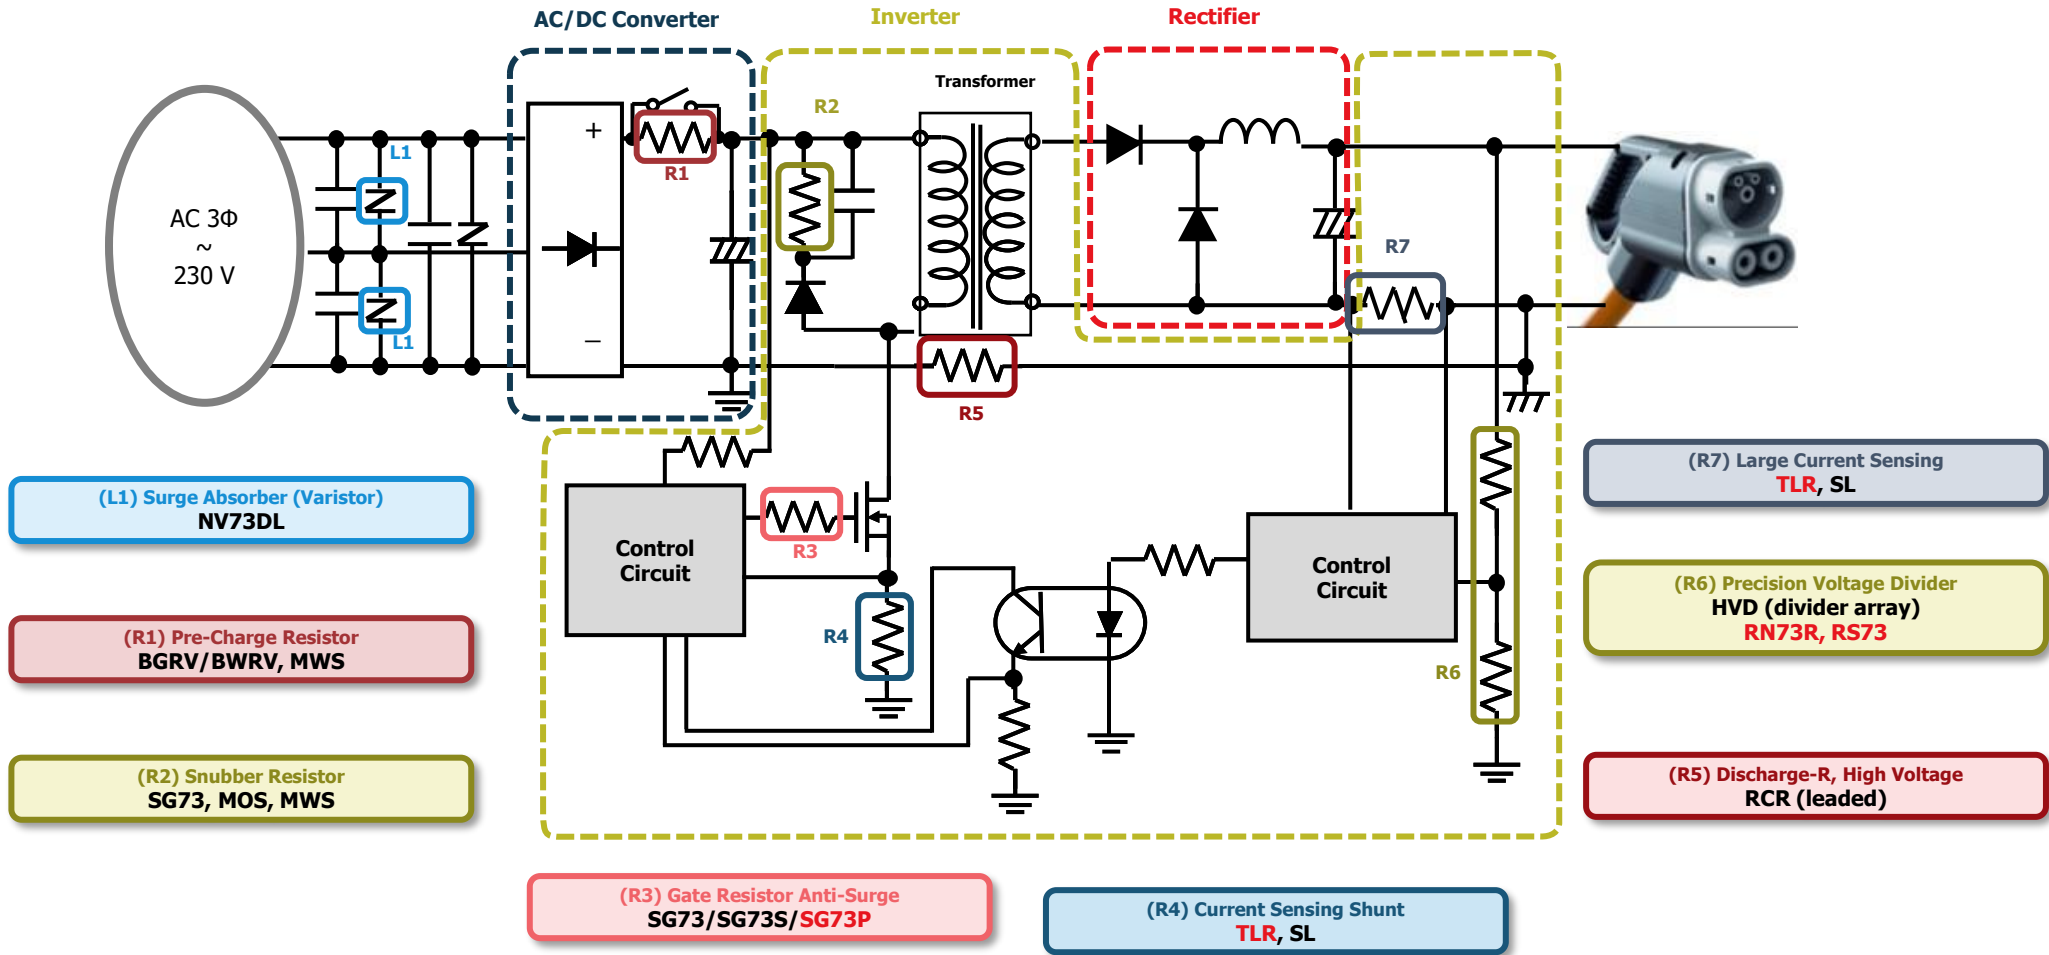 AC/DC Converter
Inverter
Rectifier
Transformer
AC 3Φ
~
230 V
L1
L1
+
−
R1
R2
R7
R5
Control
Circuit
R3
R4
Control
Circuit
R6
(L1) Surge Absorber (Varistor)
NV73DL
(R1) Pre-Charge Resistor
BGRV/BWRV, MWS
(R2) Snubber Resistor
SG73, MOS, MWS
(R3) Gate Resistor Anti-Surge
SG73/SG73S/SG73P
(R4) Current Sensing Shunt
TLR, SL
(R7) Large Current Sensing
TLR, SL
(R6) Precision Voltage Divider
HVD (divider array)
RN73R, RS73
(R5) Discharge-R, High Voltage
RCR (leaded)